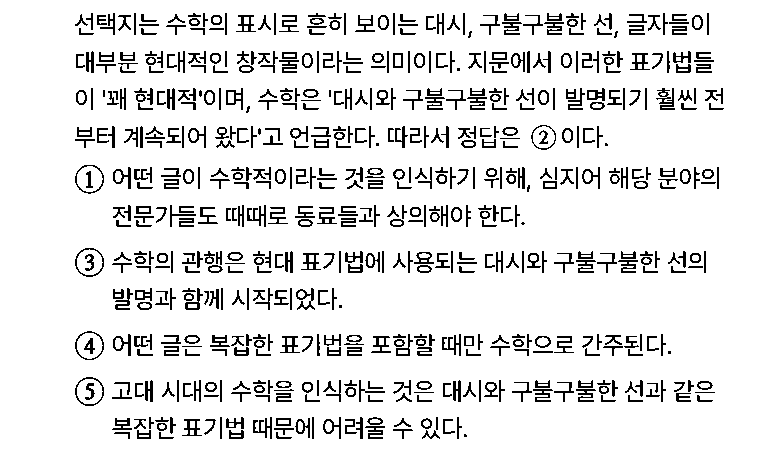 선택지는 수학의 표시로 흔히 보이는 대시, 구불구불한 선, 글자들이
대부분 현대적인 창작물이라는 의미이다. 지문에서 이러한 표기법들
이 '꽤 현대적'이며, 수학은 '대시와 구불구불한 선이 발명되기 훨씬 전
부터 계속되어 왔다'고 언급한다. 따라서 정답은 ②이다.
① 어떤 글이 수학적이라는 것을 인식하기 위해, 심지어 해당 분야의
전문가들도 때때로 동료들과 상의해야 한다.
③ 수학의 관행은 현대 표기법에 사용되는 대시와 구불구불한 선의
발명과 함께 시작되었다.
④ 어떤 글은 복잡한 표기법을 포함할 때만 수학으로 간주된다.
⑤ 고대 시대의 수학을 인식하는 것은 대시와 구불구불한 선과 같은
복잡한 표기법 때문에 어려울 수 있다.